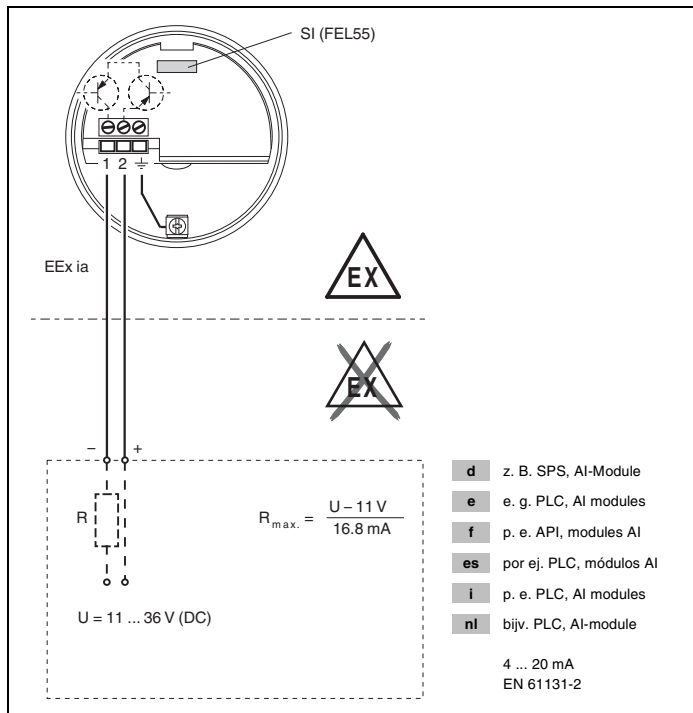 SI (FEL55)
1 2
EEx ia
EX
EX
– +
R
R max. = U – 11 V
16.8 mA
U = 11 ... 36 V (DC)
d z. B. SPS, AI-Module
e e. g. PLC, AI modules
f p. e. API, modules AI
es por ej. PLC, módulos AI
i p. e. PLC, AI modules
nl bijv. PLC, AI-module
4 ... 20 mA
EN 61131-2